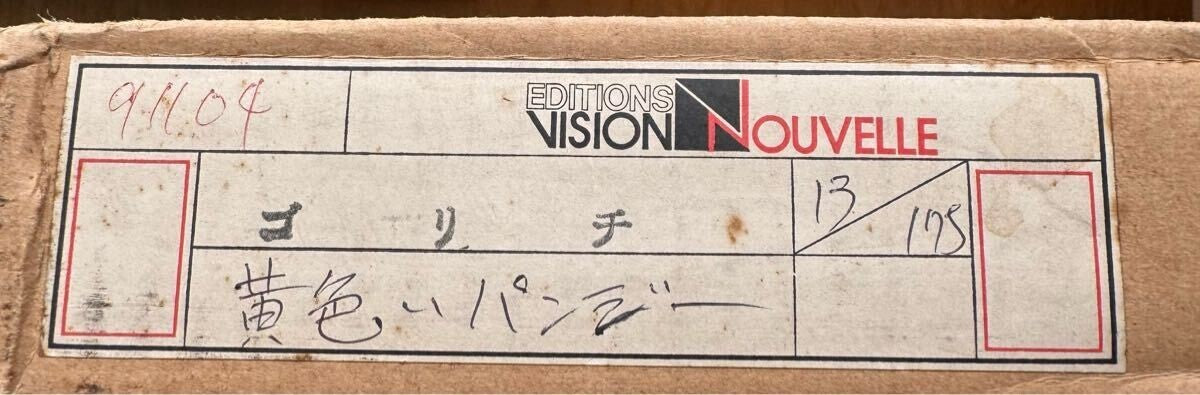 91104
EDITIONS
VISION NOUVELLE
ゴリチ
13/175
黄色いパンジー